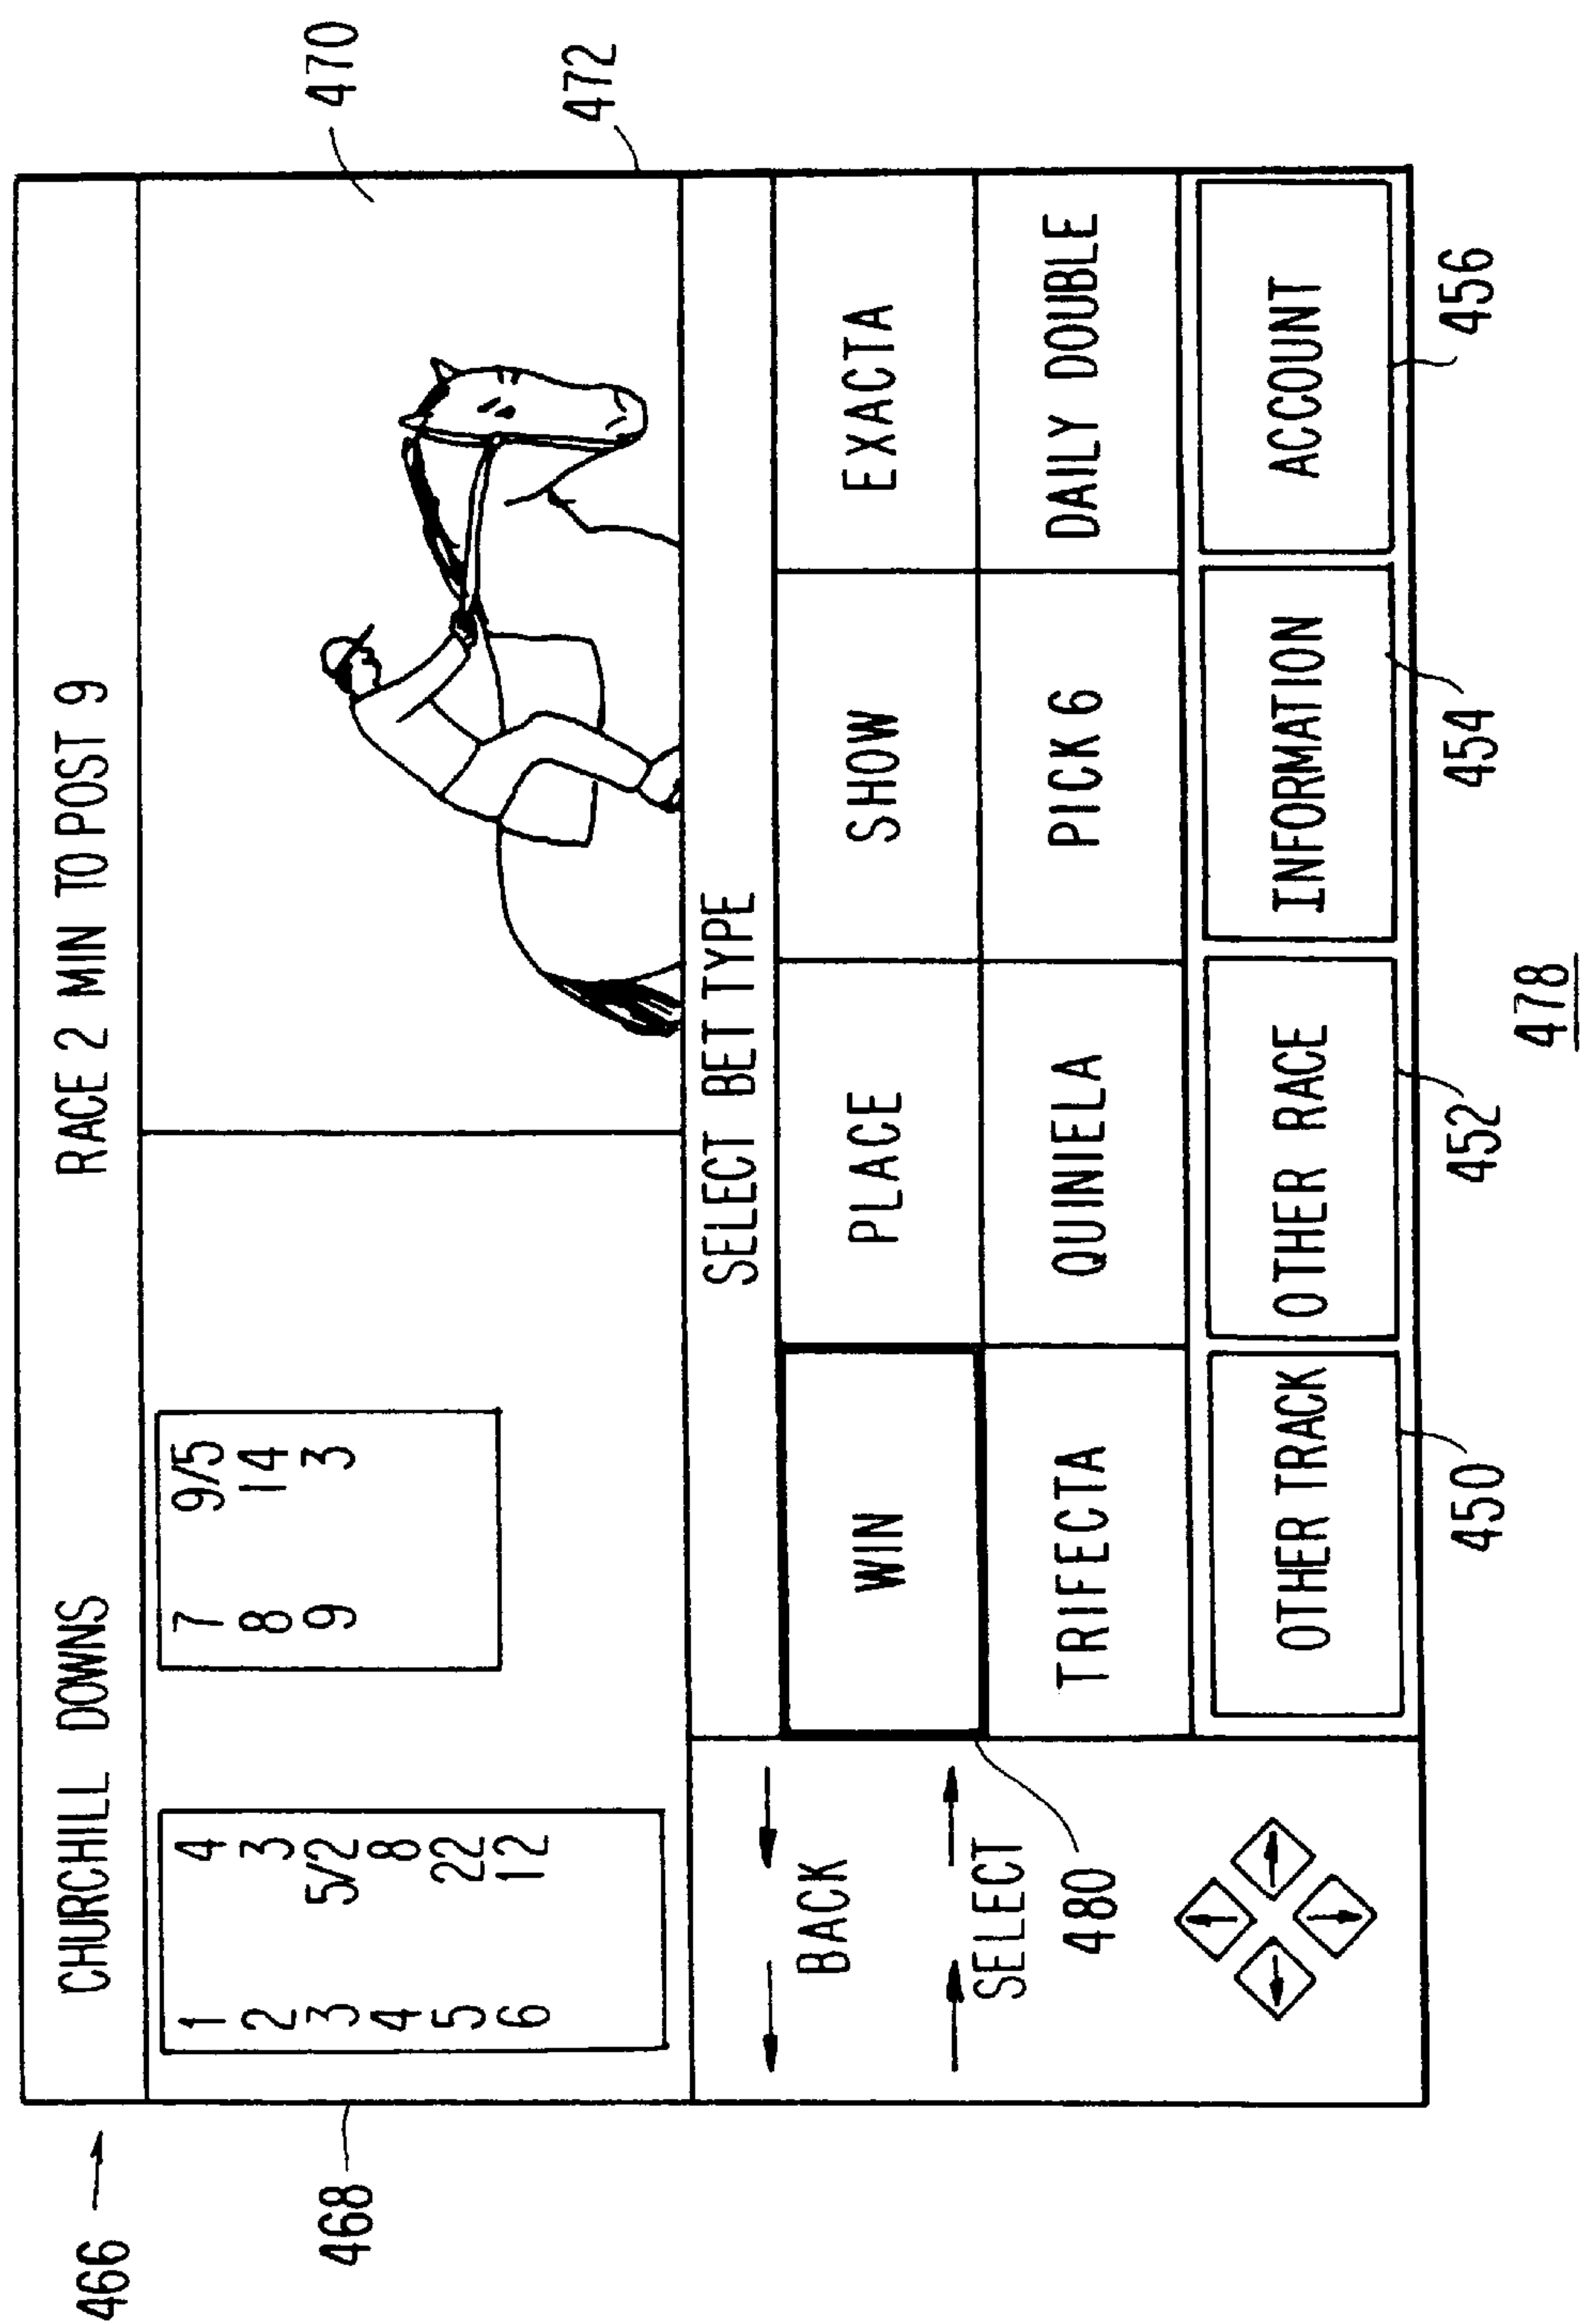 466
CHURCHILL DOWNS RACE 2 MIN TO POST 9
470
468
1 4 7 9/5
2 3 8 14
3 5/2 9 3
4 8
5 22
6 12
472
SELECT BET TYPE
BACK
SELECT
480
WIN PLACE SHOW EXACTA
TRIFECTA QUINIELA PICK 6 DAILY DOUBLE
OTHER TRACK OTHER RACE INFORMATION ACCOUNT
450 452 454 456
478